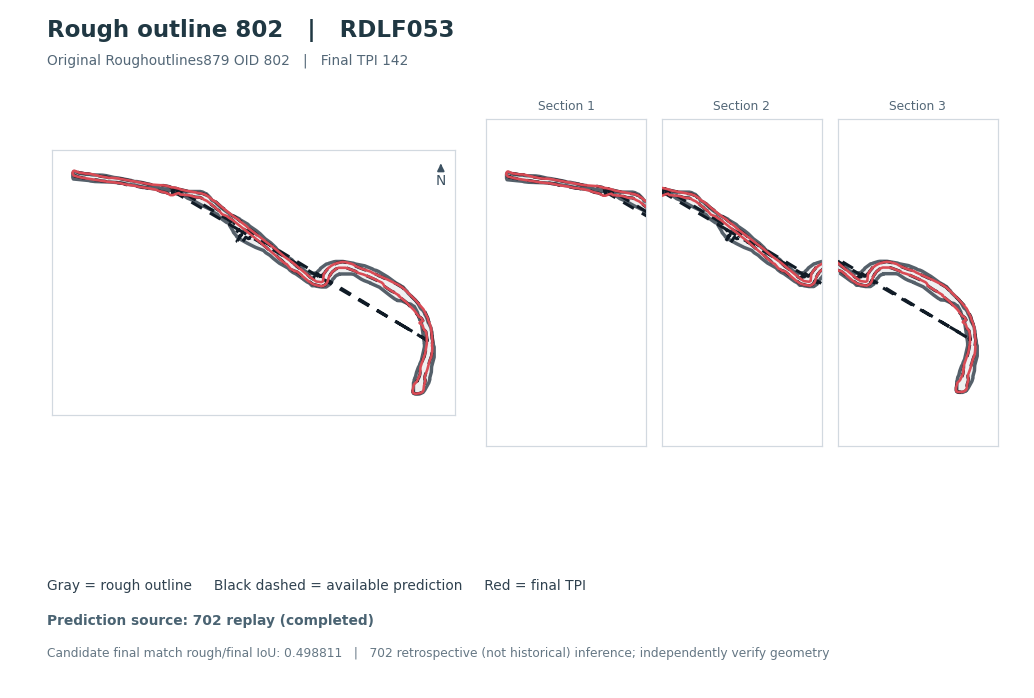 Rough outline 802   |   RDLF053
Original Roughoutlines879 OID 802   |   Final TPI 142
Section 1
Section 2
Section 3
N
Gray = rough outline     Black dashed = available prediction     Red = final TPI
Prediction source: 702 replay (completed)
Candidate final match rough/final IoU: 0.498811   |   702 retrospective (not historical) inference; independently verify geometry